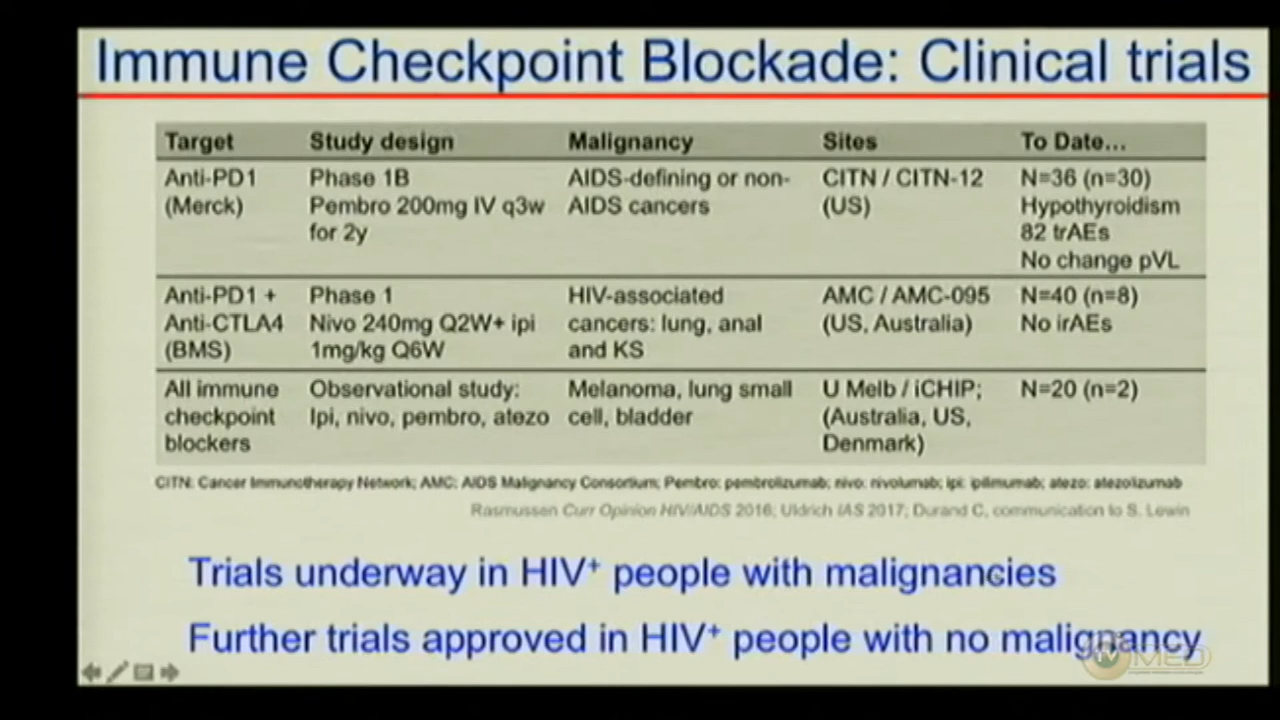 Immune Checkpoint Blockade: Clinical trials
Target Study design Malignancy Sites To Date...
Anti-PD1 Phase 1B AIDS-defining or non- CITN / CITN-12 N=36 (n=30)
(Merck) Pembro 200mg IV q3w AIDS cancers (US) Hypothyroidism
for 2y 82 trAEs
No change pVL
Anti-PD1 + Phase 1 HIV-associated AMC / AMC-095 N=40 (n=8)
Anti-CTLA4 Nivo 240mg Q2W+ ipi cancers: lung, anal (US, Australia) No irAEs
(BMS) 1mg/kg Q6W and KS
All immune Observational study: Melanoma, lung small U Melb / iCHIP; N=20 (n=2)
checkpoint Ipi, nivo, pembro, atezo cell, bladder (Australia, US,
blockers Denmark)
CITN: Cancer Immunotherapy Network; AMC: AIDS Malignancy Consortium; Pembro: pembrolizumab; nivo: nivolumab; ipi: ipilimumab; atezo: atezolizumab
Rasmussen Curr Opinion HIV/AIDS 2016; Uldrich IAS 2017; Durand C, communication to S. Lewin
Trials underway in HIV+ people with malignancies
Further trials approved in HIV+ people with no malignancy
TV MED